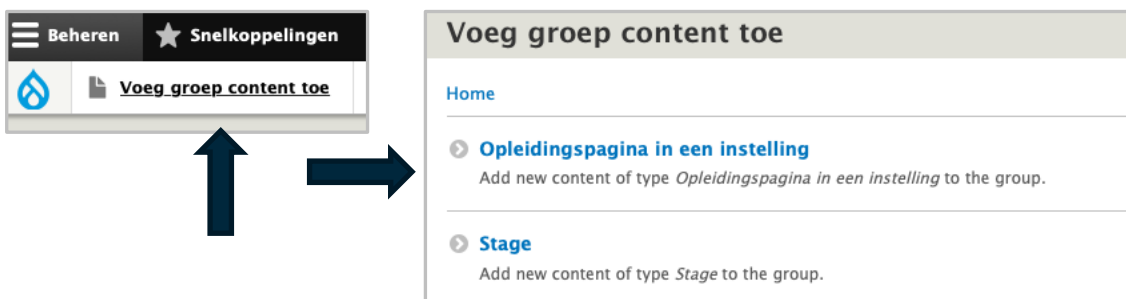 Beheren Snelkoppelingen
Voeg groep content toe
Voeg groep content toe
Home
Opleidingspagina in een instelling
Add new content of type Opleidingspagina in een instelling to the group.
Stage
Add new content of type Stage to the group.